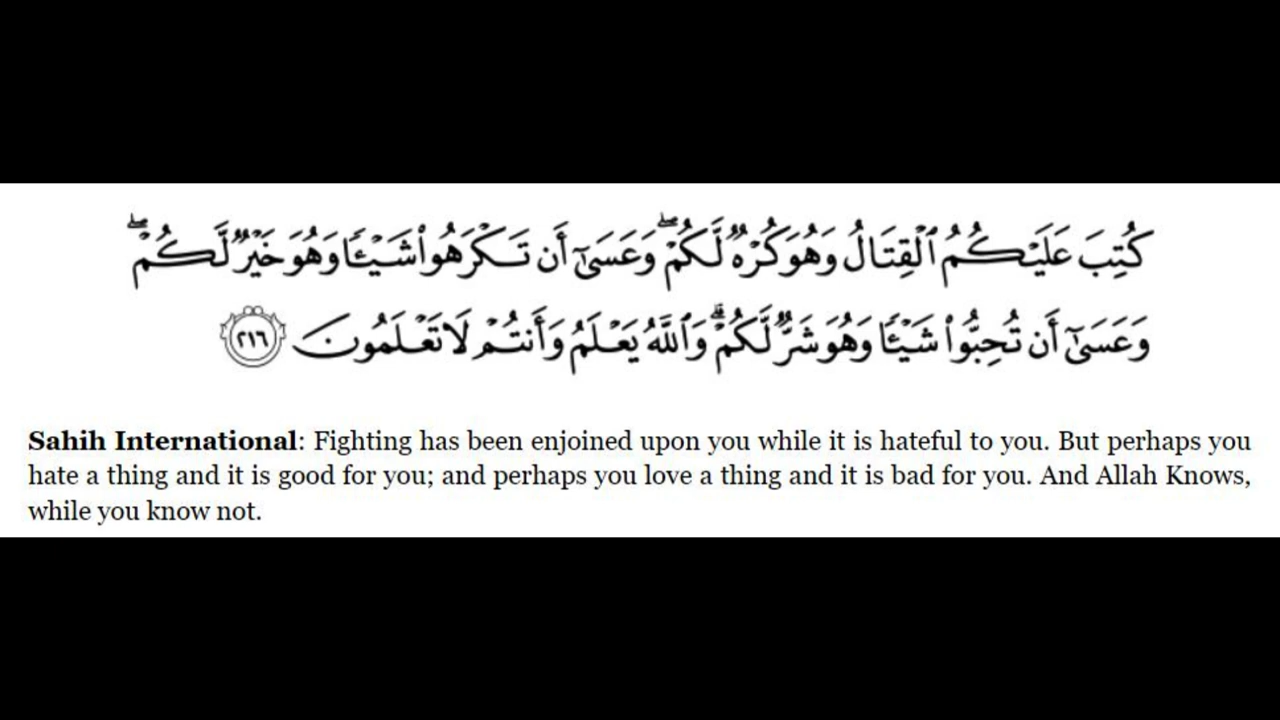 كُتِبَ عَلَيْكُمُ ٱلْقِتَالُ وَهُوَ كُرْهٌ لَّكُمْ ۖ وَعَسَىٰٓ أَن تَكْرَهُوا۟ شَيْـًٔا وَهُوَ خَيْرٌ لَّكُمْ ۖ
وَعَسَىٰٓ أَن تُحِبُّوا۟ شَيْـًٔا وَهُوَ شَرٌّ لَّكُمْ ۗ وَٱللَّهُ يَعْلَمُ وَأَنتُمْ لَا تَعْلَمُونَ ٢١٦
Sahih International: Fighting has been enjoined upon you while it is hateful to you. But perhaps you
hate a thing and it is good for you; and perhaps you love a thing and it is bad for you. And Allah Knows,
while you know not.